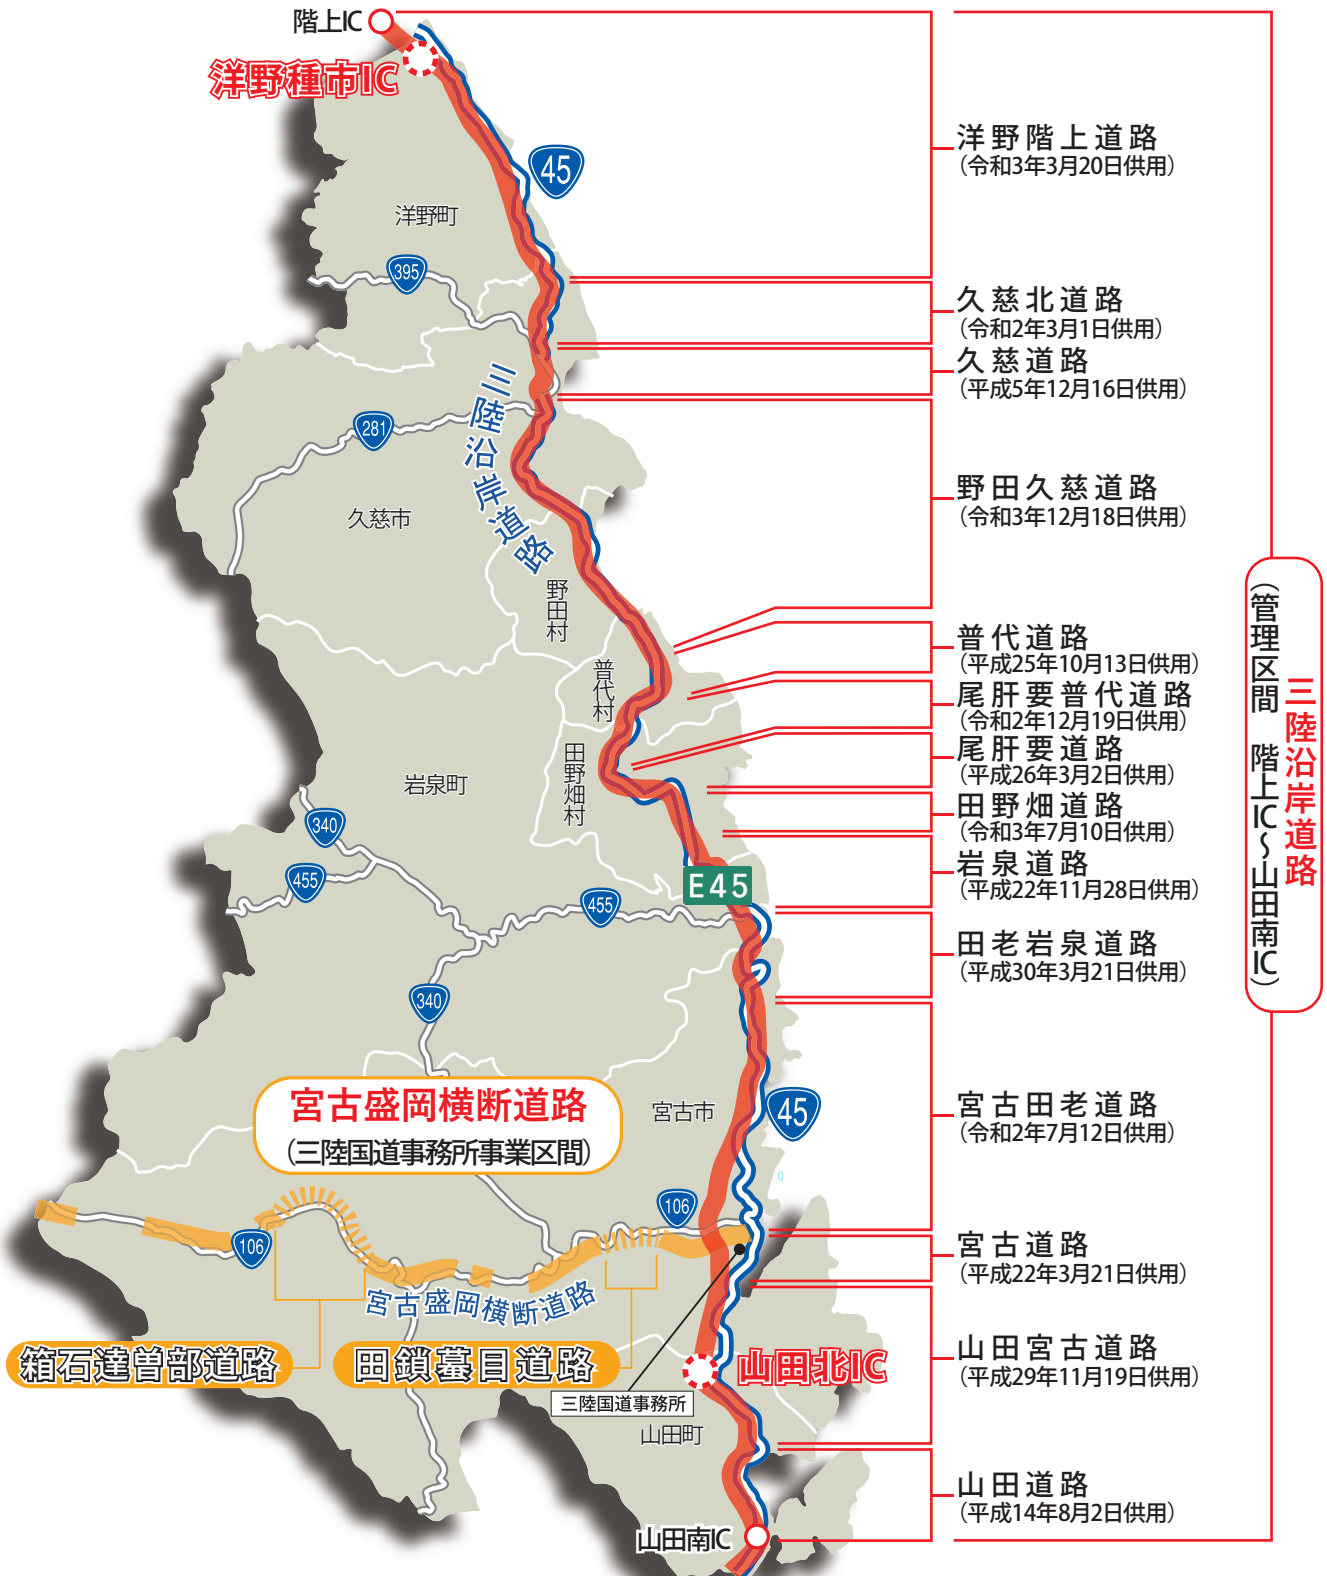 階上IC
洋野種市IC
45
洋野町
395
三陸沿岸道路
281
久慈市
野田村
普代村
田野畑村
岩泉町
340
455
455
E45
340
宮古盛岡横断道路
(三陸国道事務所事業区間)
宮古市
45
106
106
宮古盛岡横断道路
箱石達曽部道路
田鎖蟇目道路
山田北IC
三陸国道事務所
山田町
山田南IC
洋野階上道路
(令和3年3月20日供用)
久慈北道路
(令和2年3月1日供用)
久慈道路
(平成5年12月16日供用)
野田久慈道路
(令和3年12月18日供用)
普代道路
(平成25年10月13日供用)
尾肝要普代道路
(令和2年12月19日供用)
尾肝要道路
(平成26年3月2日供用)
田野畑道路
(令和3年7月10日供用)
岩泉道路
(平成22年11月28日供用)
田老岩泉道路
(平成30年3月21日供用)
宮古田老道路
(令和2年7月12日供用)
宮古道路
(平成22年3月21日供用)
山田宮古道路
(平成29年11月19日供用)
山田道路
(平成14年8月2日供用)
三陸沿岸道路
(管理区間 階上IC~山田南IC)